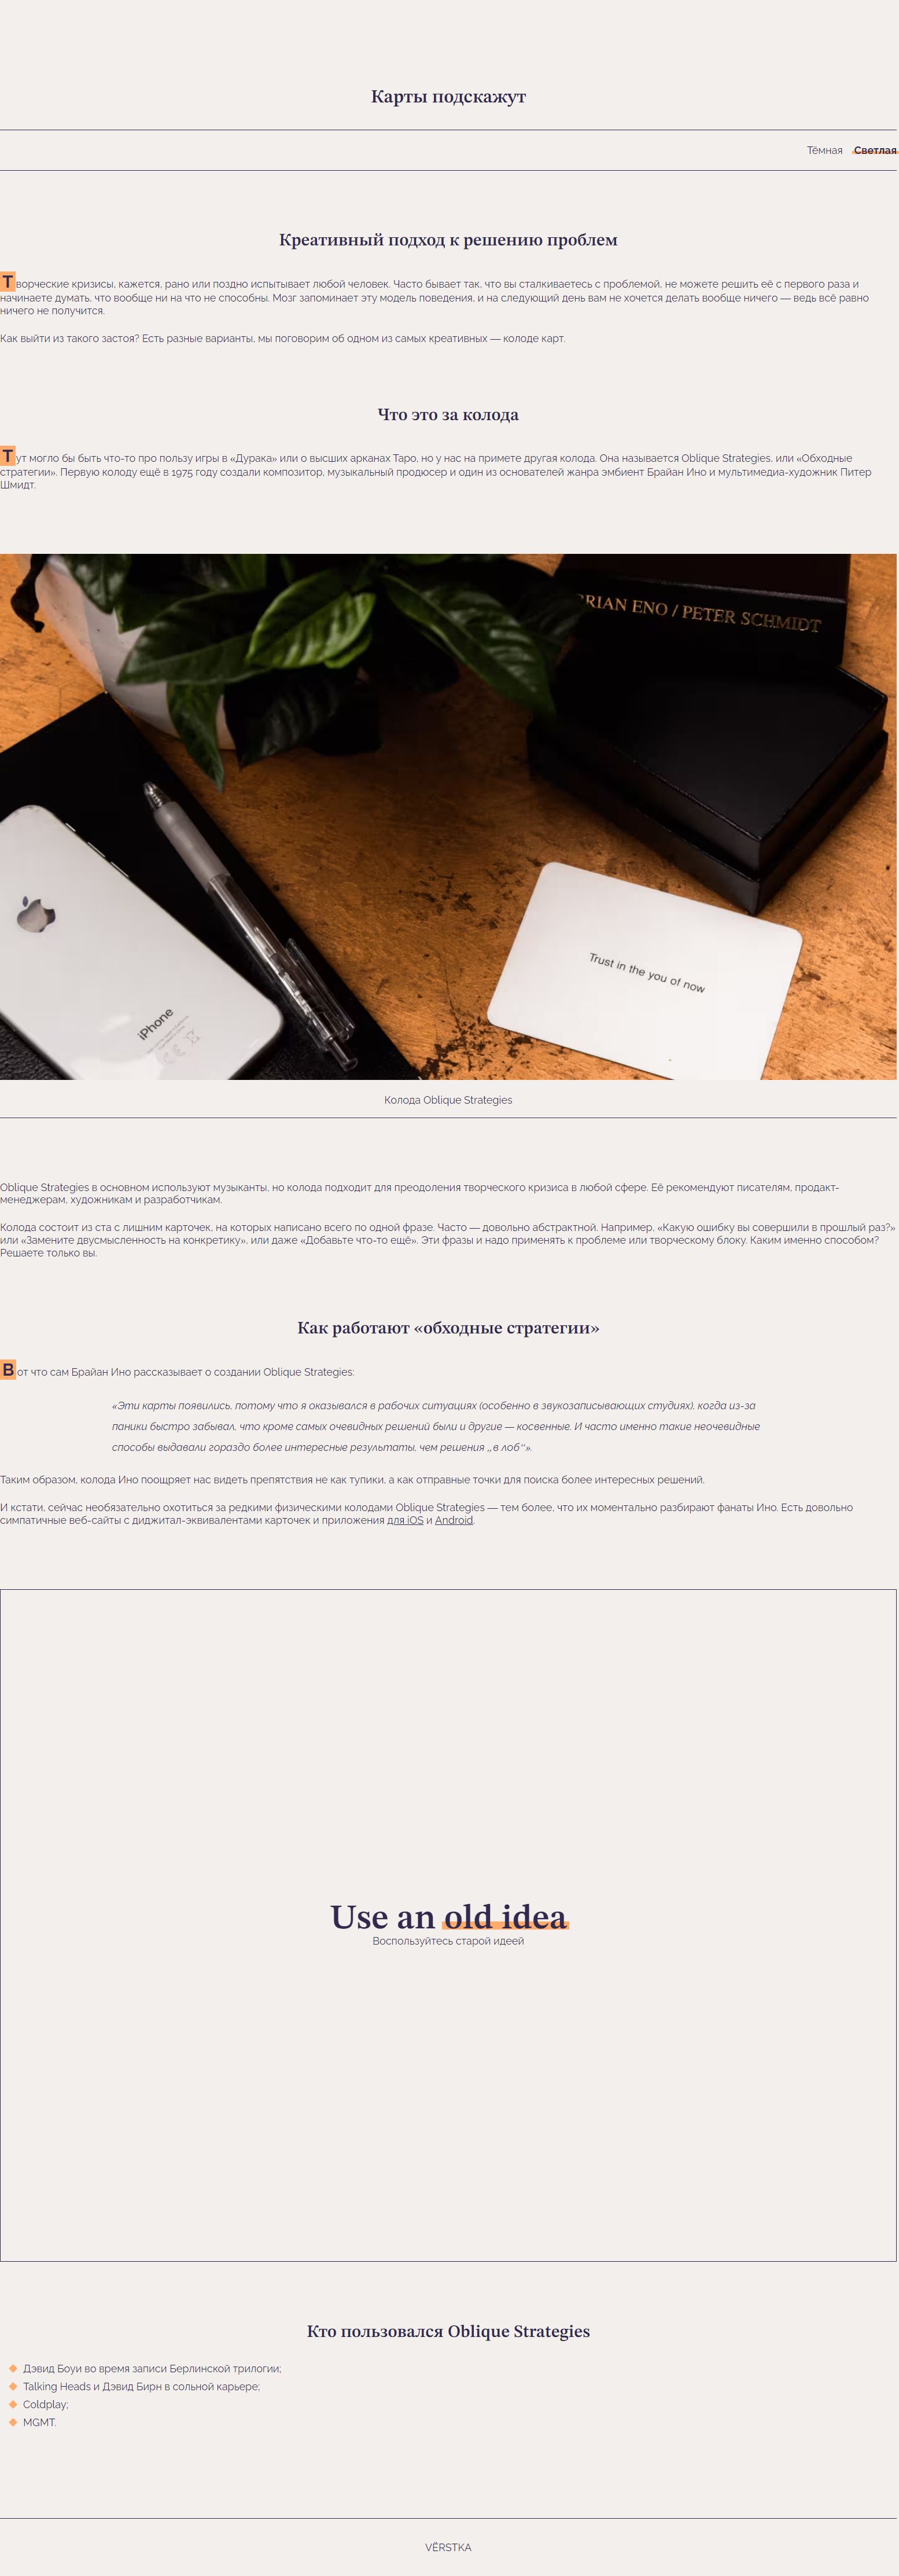 Карты подскажут
Тёмная Светлая
Креативный подход к решению проблем
Творческие кризисы, кажется, рано или поздно испытывает любой человек. Часто бывает так, что вы сталкиваетесь с проблемой, не можете решить её с первого раза и
начинаете думать, что вообще ни на что не способны. Мозг запоминает эту модель поведения, и на следующий день вам не хочется делать вообще ничего — ведь всё равно
ничего не получится.
Как выйти из такого застоя? Есть разные варианты, мы поговорим об одном из самых креативных — колоде карт.
Что это за колода
Тут могло бы быть что-то про пользу игры в «Дурака» или о высших арканах Таро, но у нас на примете другая колода. Она называется Oblique Strategies, или «Обходные
стратегии». Первую колоду ещё в 1975 году создали композитор, музыкальный продюсер и один из основателей жанра эмбиент Брайан Ино и мультимедиа-художник Питер
Шмидт.
BRIAN ENO / PETER SCHMIDT
Trust in the you of now
iPhone
Колода Oblique Strategies
Oblique Strategies в основном используют музыканты, но колода подходит для преодоления творческого кризиса в любой сфере. Её рекомендуют писателям, продакт-
менеджерам, художникам и разработчикам.
Колода состоит из ста с лишним карточек, на которых написано всего по одной фразе. Часто — довольно абстрактной. Например, «Какую ошибку вы совершили в прошлый раз?»
или «Замените двусмысленность на конкретику», или даже «Добавьте что-то ещё». Эти фразы и надо применять к проблеме или творческому блоку. Каким именно способом?
Решаете только вы.
Как работают «обходные стратегии»
Вот что сам Брайан Ино рассказывает о создании Oblique Strategies:
«Эти карты появились, потому что я оказывался в рабочих ситуациях (особенно в звукозаписывающих студиях), когда из-за
паники быстро забывал, что кроме самых очевидных решений были и другие — косвенные. И часто именно такие неочевидные
способы выдавали гораздо более интересные результаты, чем решения „в лоб“».
Таким образом, колода Ино поощряет нас видеть препятствия не как тупики, а как отправные точки для поиска более интересных решений.
И кстати, сейчас необязательно охотиться за редкими физическими колодами Oblique Strategies — тем более, что их моментально разбирают фанаты Ино. Есть довольно
симпатичные веб-сайты с диджитал-эквивалентами карточек и приложения для iOS и Android.
Use an old idea
Воспользуйтесь старой идеей
Кто пользовался Oblique Strategies
Дэвид Боуи во время записи Берлинской трилогии;
Talking Heads и Дэвид Бирн в сольной карьере;
Coldplay;
MGMT.
VЁRSTKA